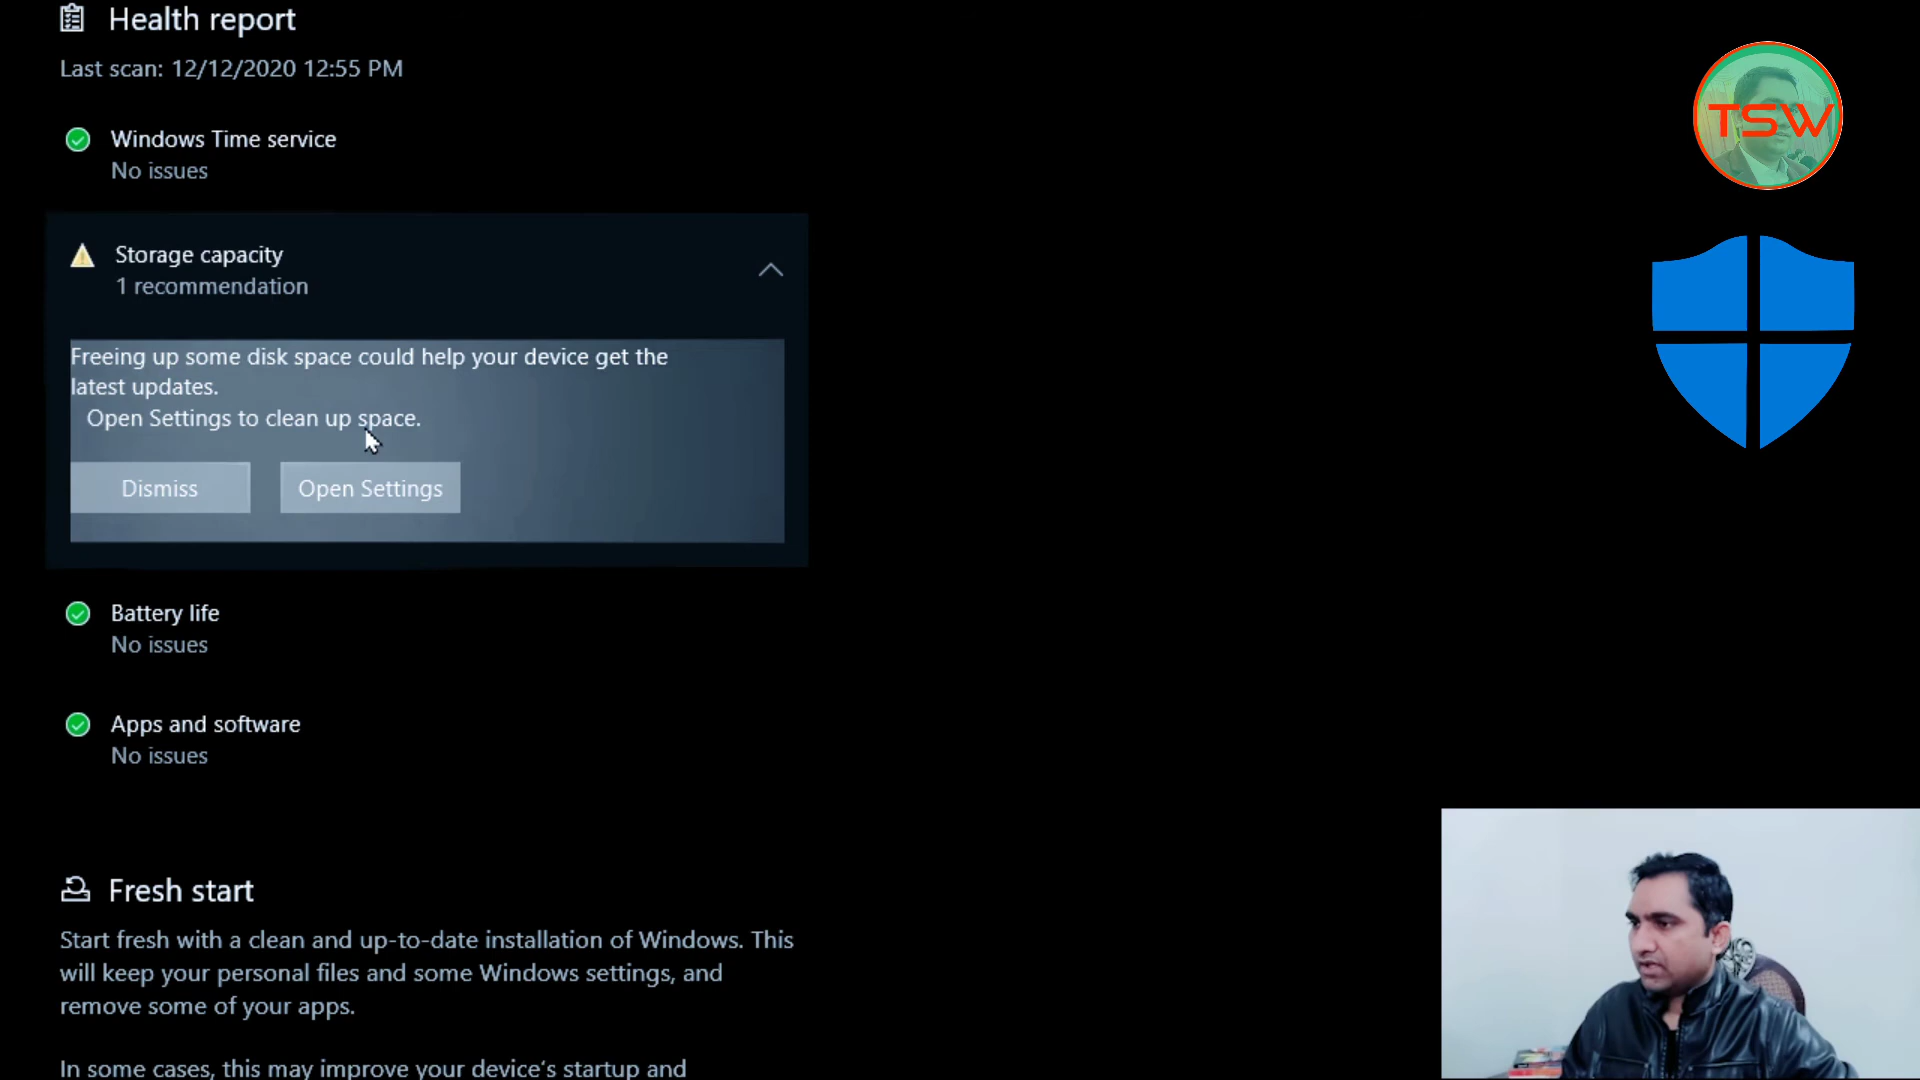 Health report
Last scan: 12/12/2020 12:55 PM
TSW
Windows Time service
No issues
Storage capacity
1 recommendation
Freeing up some disk space could help your device get the
latest updates.
Open Settings to clean up space.
Dismiss
Open Settings
Battery life
No issues
Apps and software
No issues
Fresh start
Start fresh with a clean and up-to-date installation of Windows. This
will keep your personal files and some Windows settings, and
remove some of your apps.
In some cases, this may improve your device's startup and